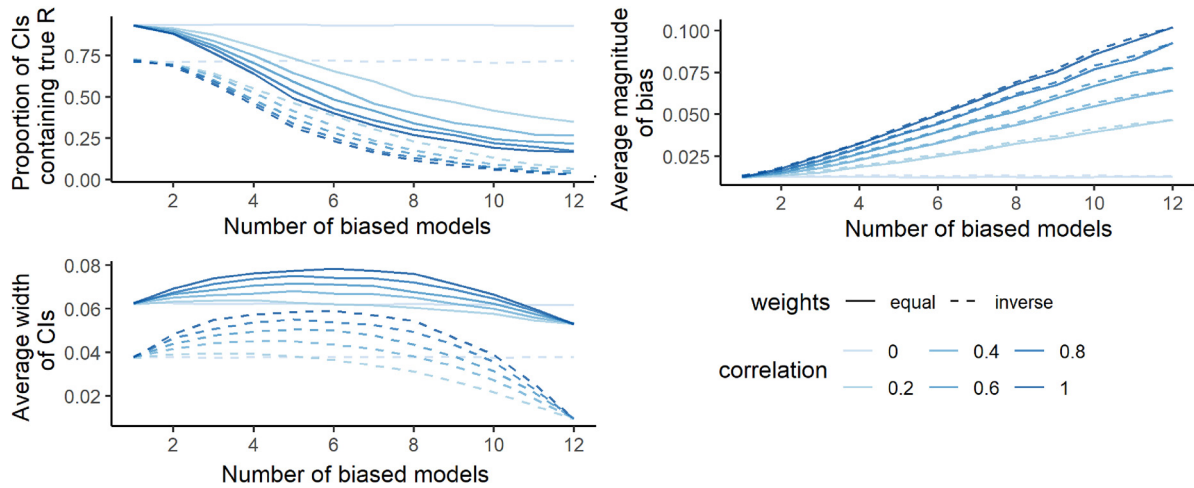 Proportion of CIs
containing true R
0.75
0.50
0.25
0.00
2 4 6 8 10 12
Number of biased models
Average magnitude
of bias
0.100
0.075
0.050
0.025
2 4 6 8 10 12
Number of biased models
Average width
of CIs
0.08
0.06
0.04
0.02
2 4 6 8 10 12
Number of biased models
weights equal inverse
correlation
0 0.4 0.8
0.2 0.6 1